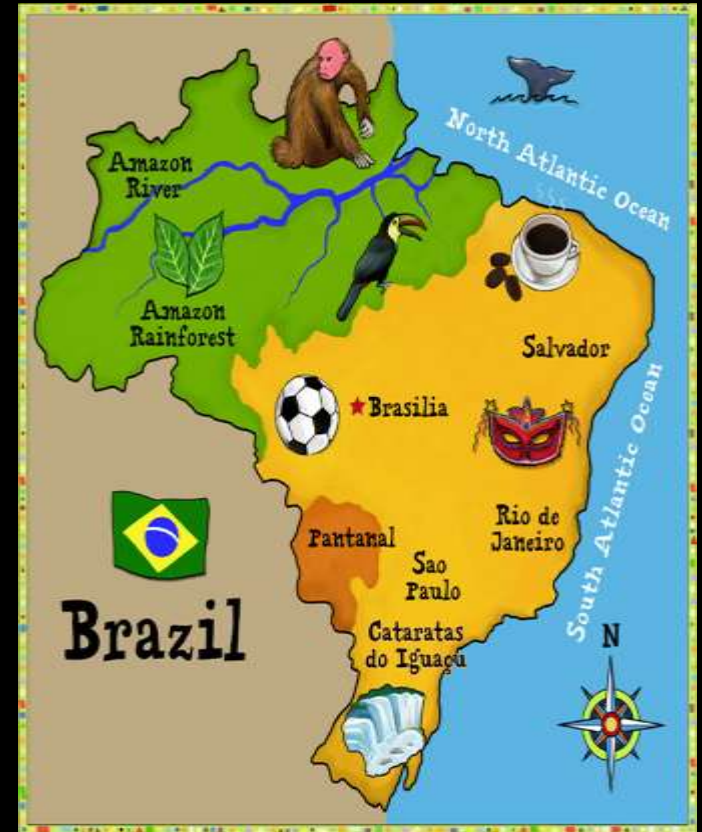 North Atlantic Ocean
Amazon
River
Amazon
Rainforest
Salvador
Brasilia
South Atlantic Ocean
Rio de
Janeiro
Pantanal
Sao
Paulo
Brazil
Cataratas
do Iguaçu
N